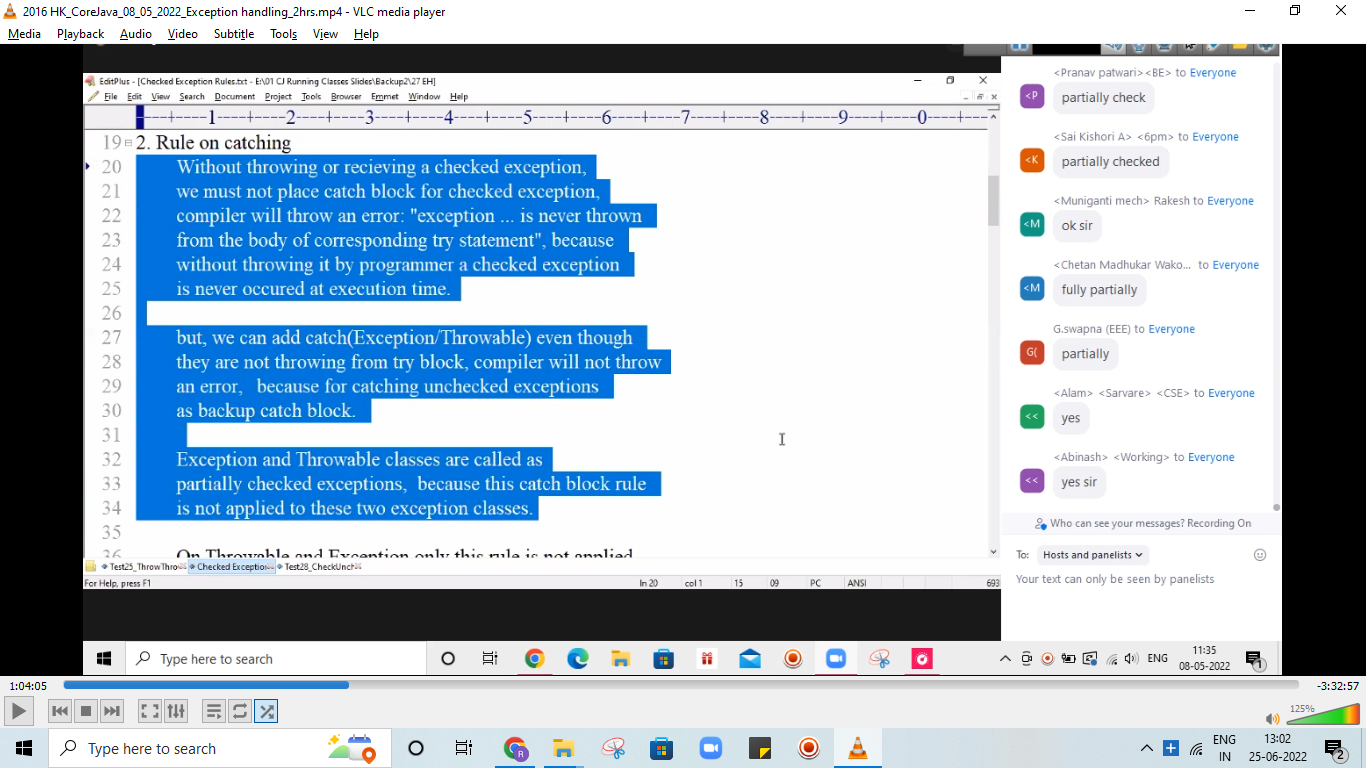 2016 HK_CoreJava_08_05_2022_Exception handling_2hrs.mp4 - VLC media player
Media Playback Audio Video Subtitle Tools View Help
EditPlus - [Checked Exception Rules.txt - E:\01 CJ Running Classes Slides\Backup2\27 EH]
File Edit View Search Document Project Tools Browser Emmet Window Help
----+----1----+----2----+----3----+----4----+----5----+----6----+----7----+----8----+----9----+----0----+---
19 2. Rule on catching
20 Without throwing or recieving a checked exception,
21 we must not place catch block for checked exception,
22 compiler will throw an error: "exception ... is never thrown
23 from the body of corresponding try statement", because
24 without throwing it by programmer a checked exception
25 is never occured at execution time.
26
27 but, we can add catch(Exception/Throwable) even though
28 they are not throwing from try block, compiler will not throw
29 an error, because for catching unchecked exceptions
30 as backup catch block.
31
32 Exception and Throwable classes are called as
33 partially checked exceptions, because this catch block rule
34 is not applied to these two exception classes.
35
36 On Throwable and Exception only this rule is not applied
Test25_ThrowThro Checked Exception Test28_CheckUnch
For Help, press F1 ln 20 col 1 15 09 PC ANSI 693
<Pranav patwari><BE> to Everyone
<P partially check
<Sai Kishori A> <6pm> to Everyone
<K partially checked
<Muniganti mech> Rakesh to Everyone
<M ok sir
<Chetan Madhukar Wako... to Everyone
<M fully partially
G.swapna (EEE) to Everyone
G( partially
<Alam> <Sarvare> <CSE> to Everyone
<< yes
<Abinash> <Working> to Everyone
<< yes sir
Who can see your messages? Recording On
To: Hosts and panelists
Your text can only be seen by panelists
Type here to search ENG 11:35
08-05-2022 1
1:04:05 -3:32:57
125%
Type here to search R ENG 13:02
IN 25-06-2022 2